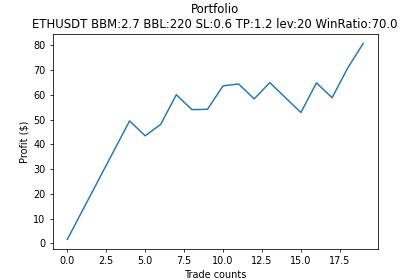 Portfolio
ETHUSDT BBM:2.7 BBL:220 SL:0.6 TP:1.2 lev:20 WinRatio:70.0
80
70
60
50
40
30
20
10
0
Profit ($)
0.0 2.5 5.0 7.5 10.0 12.5 15.0 17.5
Trade counts